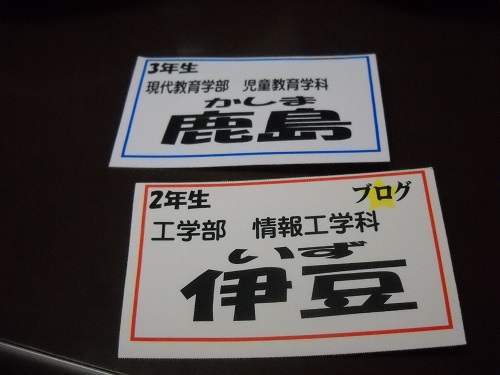 3年生
現代教育学部 児童教育学科
かしま
鹿島
2年生 ブログ
工学部 情報工学科
いず
伊豆